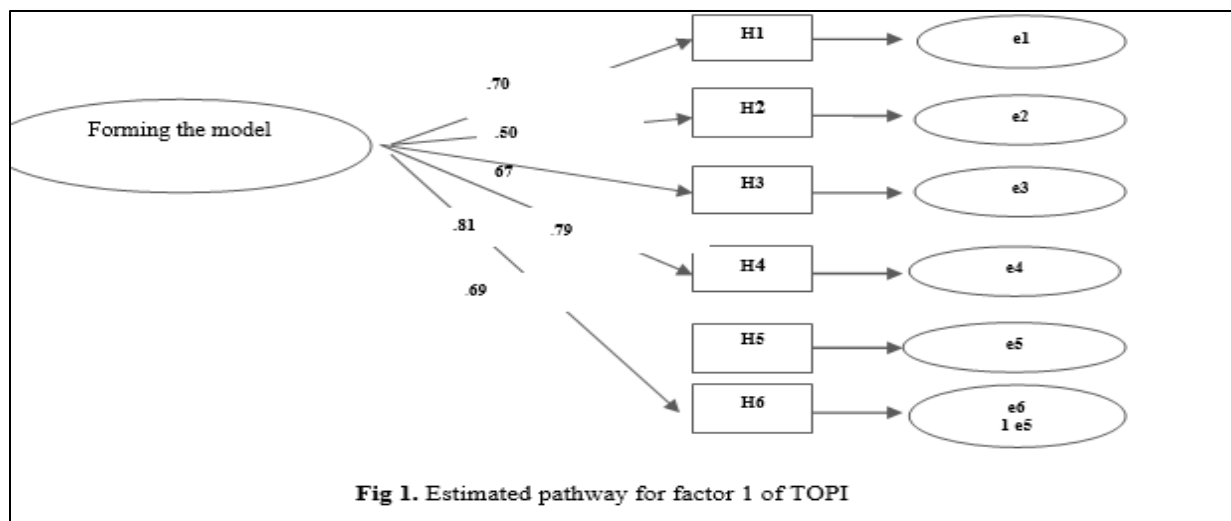 H1
e1
.70
Forming the model
H2
e2
.50
67
H3
e3
.81
.79
H4
e4
.69
H5
e5
H6
e6
1 e5
Fig 1. Estimated pathway for factor 1 of TOPI